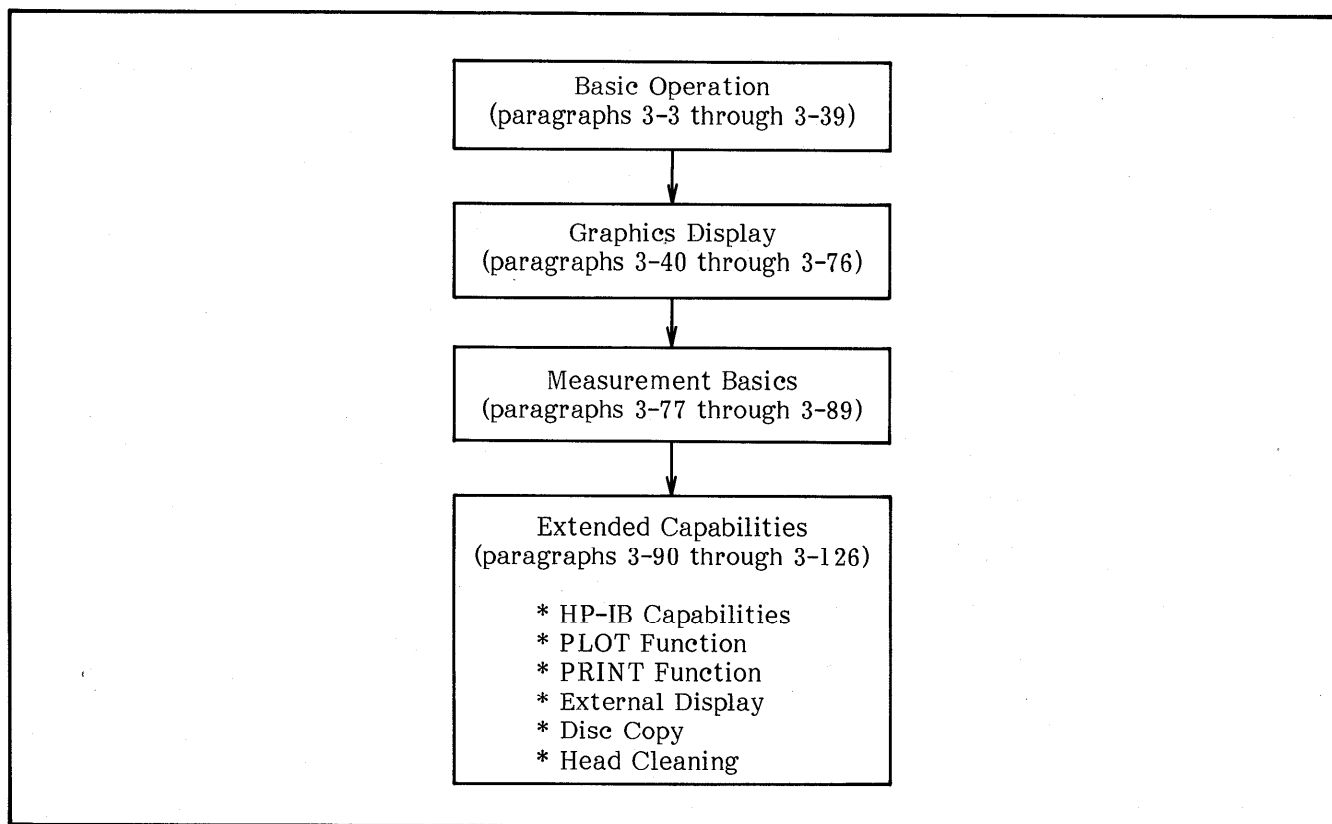 Basic Operation
(paragraphs 3-3 through 3-39)
Graphics Display
(paragraphs 3-40 through 3-76)
Measurement Basics
(paragraphs 3-77 through 3-89)
Extended Capabilities
(paragraphs 3-90 through 3-126)
* HP-IB Capabilities
* PLOT Function
* PRINT Function
* External Display
* Disc Copy
* Head Cleaning